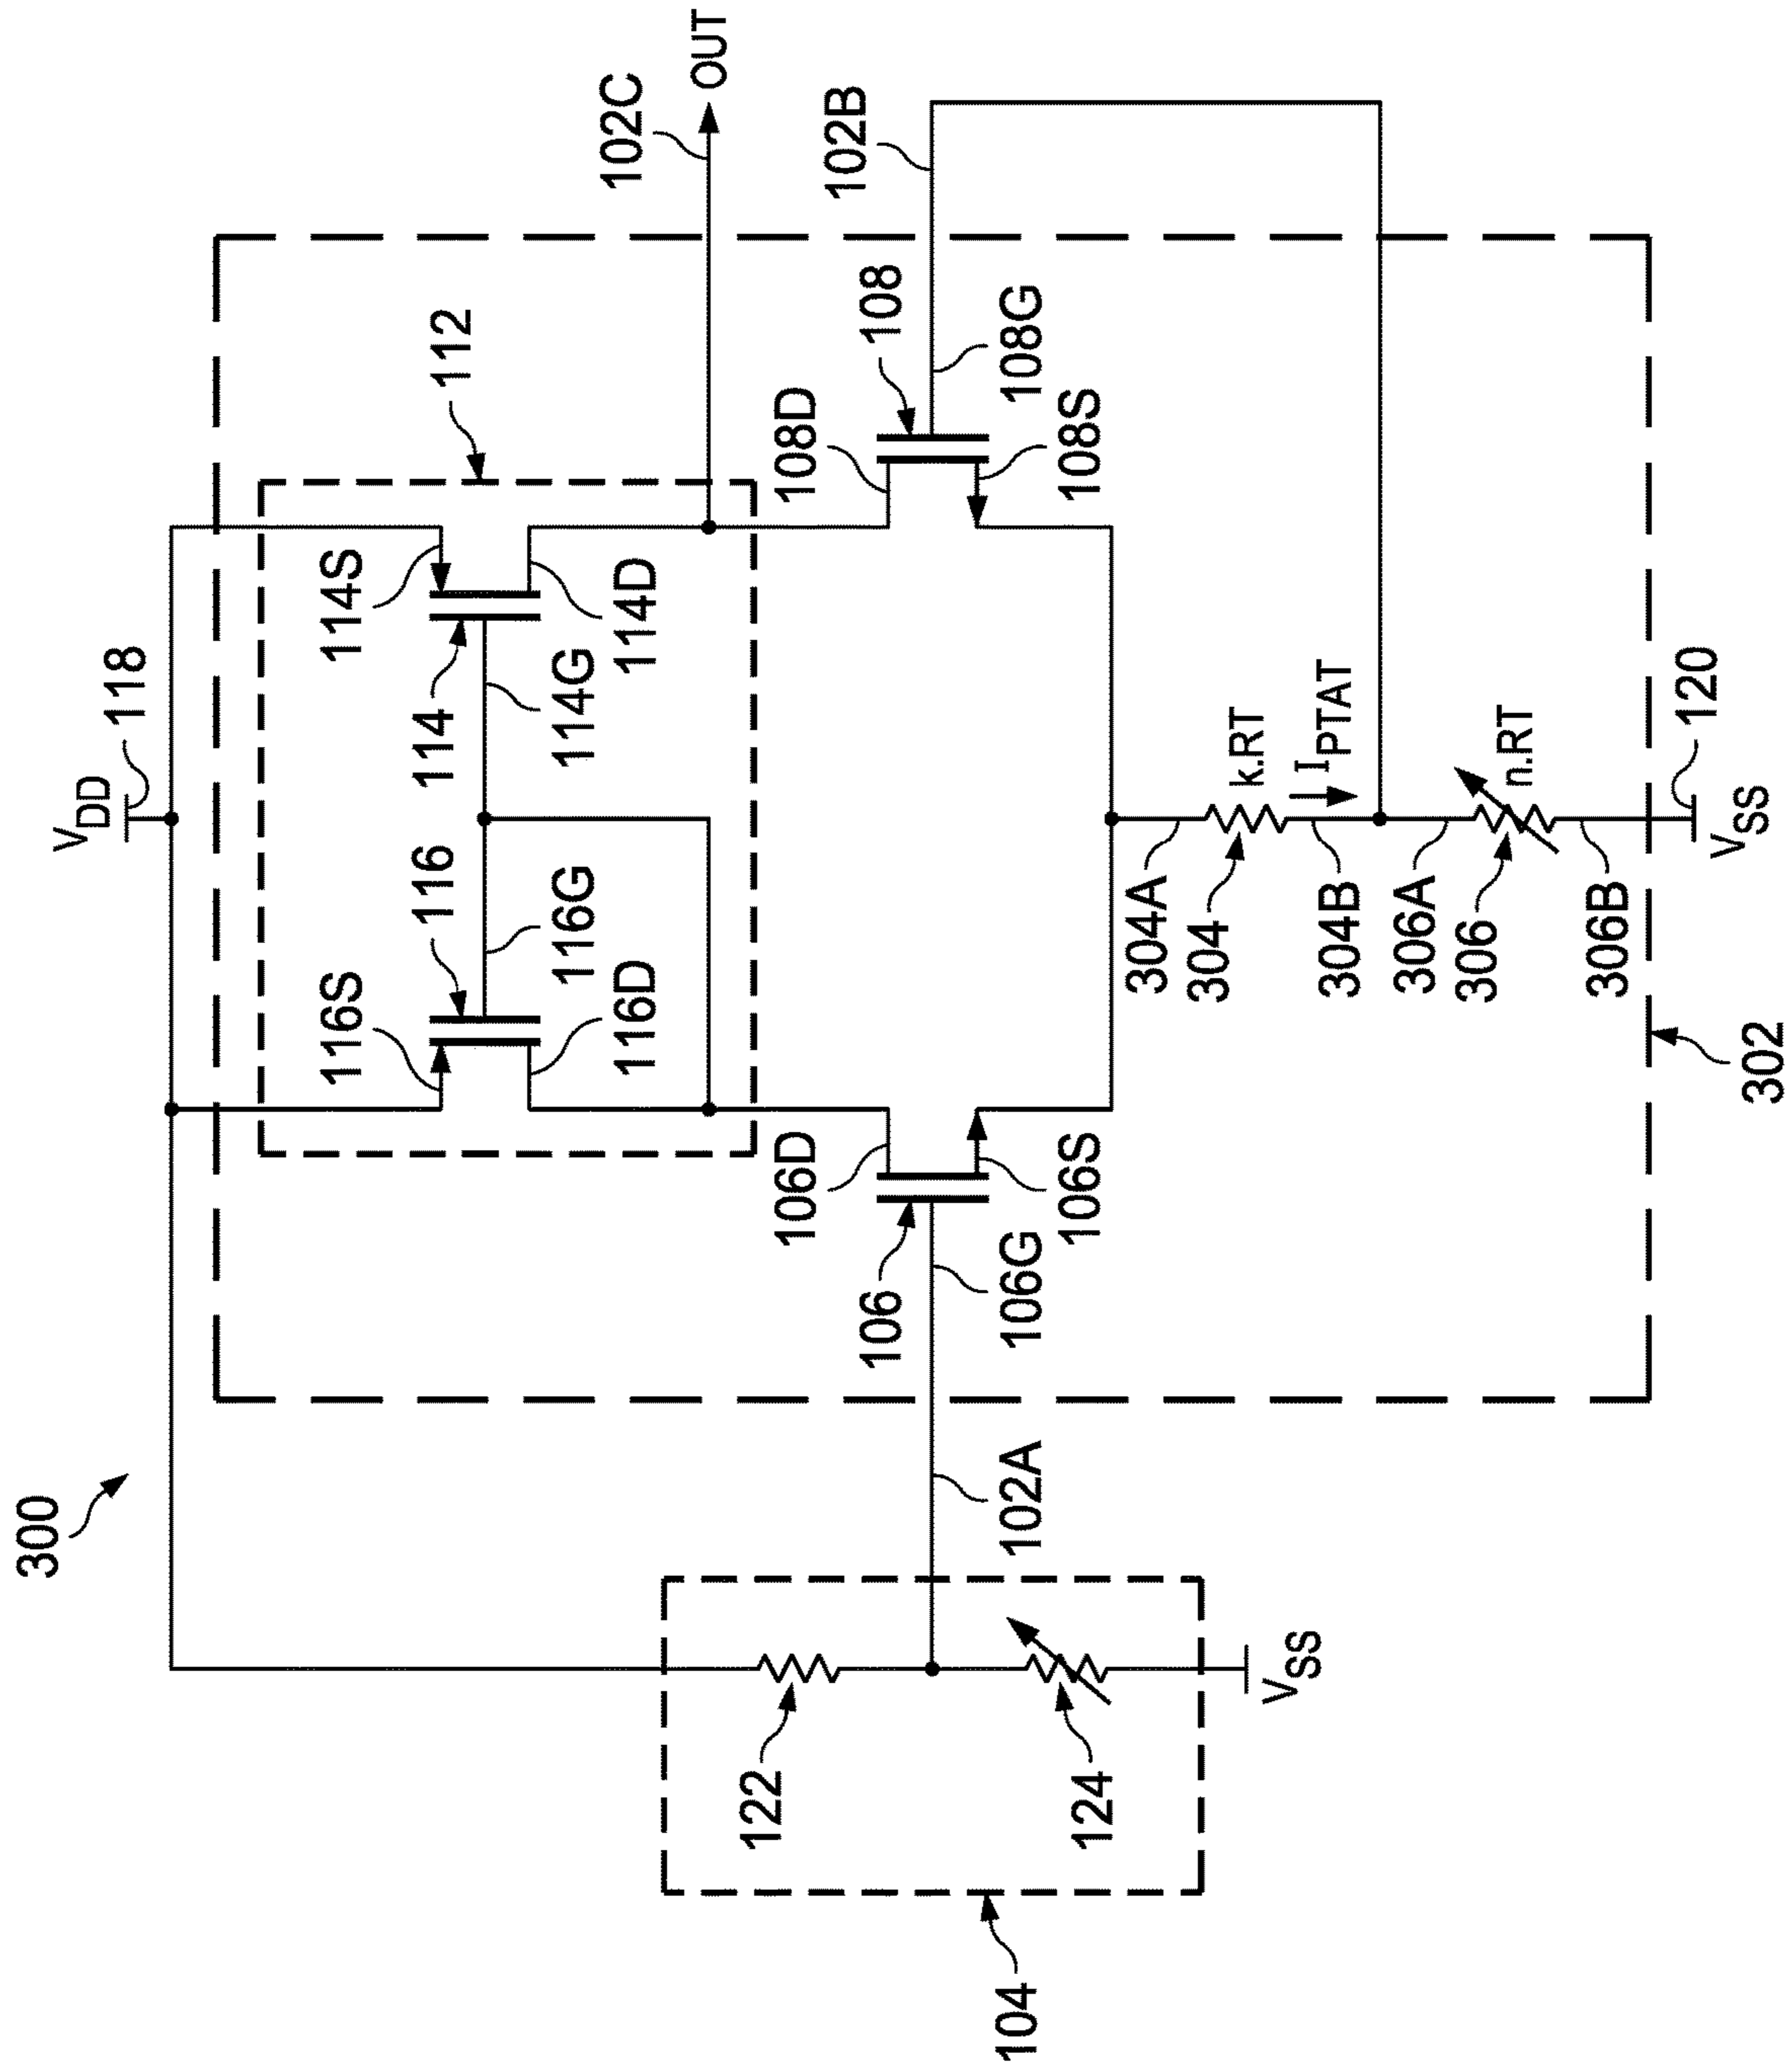 300
V_DD
118
112
102C
OUT
116S
116
116G
116D
114S
114
114G
114D
102B
106D
106
106G
106S
108D
108
108G
108S
102A
122
124
104
V_SS
304A
304
304B
k.RT
I_PTAT
306A
306
306B
n.RT
302
120
V_SS